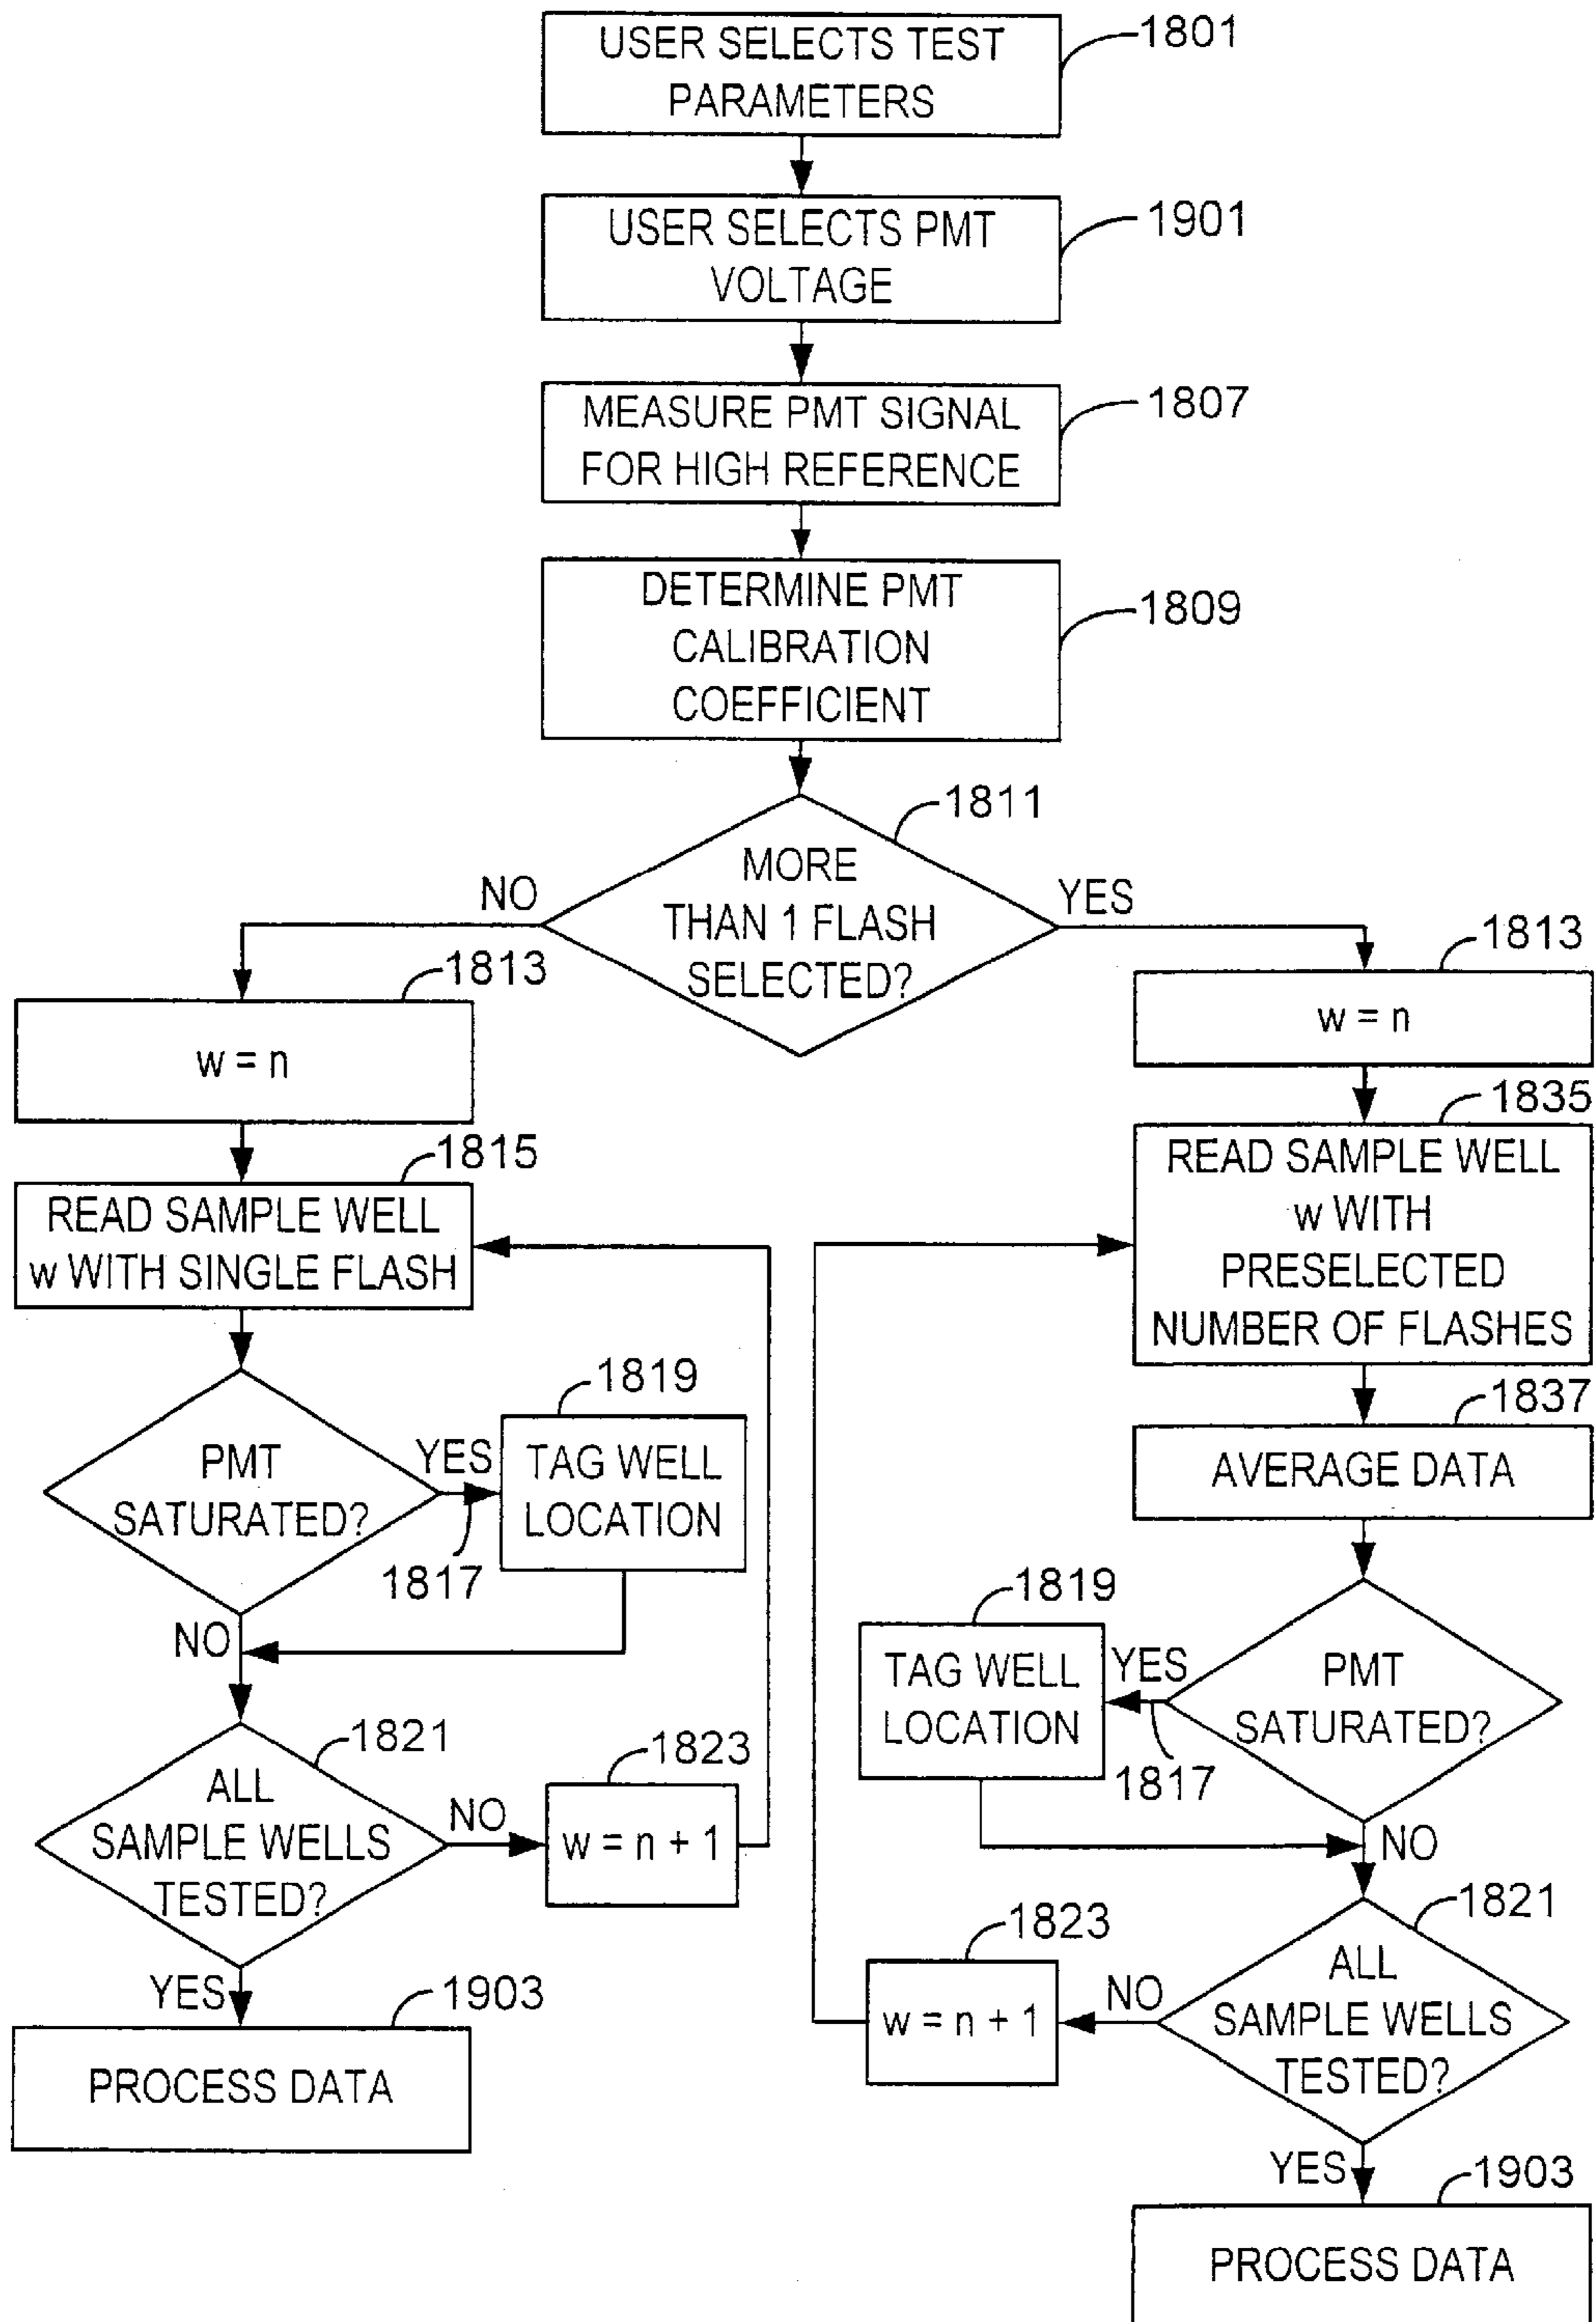 USER SELECTS TEST
PARAMETERS
1801
USER SELECTS PMT
VOLTAGE
1901
MEASURE PMT SIGNAL
FOR HIGH REFERENCE
1807
DETERMINE PMT
CALIBRATION
COEFFICIENT
1809
1811
MORE
THAN 1 FLASH
SELECTED?
NO
YES
1813
w = n
1815
READ SAMPLE WELL
w WITH SINGLE FLASH
PMT
SATURATED?
YES
1817
1819
TAG WELL
LOCATION
NO
1821
ALL
SAMPLE WELLS
TESTED?
NO
1823
w = n + 1
YES
1903
PROCESS DATA
1813
w = n
1835
READ SAMPLE WELL
w WITH
PRESELECTED
NUMBER OF FLASHES
1837
AVERAGE DATA
PMT
SATURATED?
YES
1817
1819
TAG WELL
LOCATION
NO
1821
ALL
SAMPLE WELLS
TESTED?
NO
1823
w = n + 1
YES
1903
PROCESS DATA